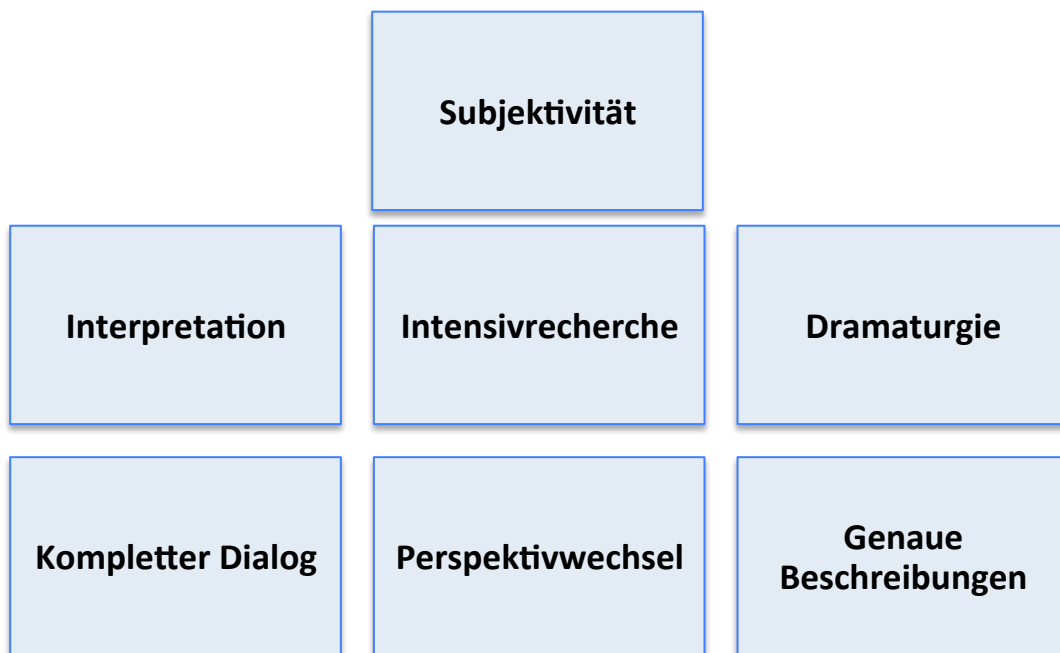 Subjektivität
Interpretation
Intensivrecherche
Dramaturgie
Kompletter Dialog
Perspektivwechsel
Genaue
Beschreibungen